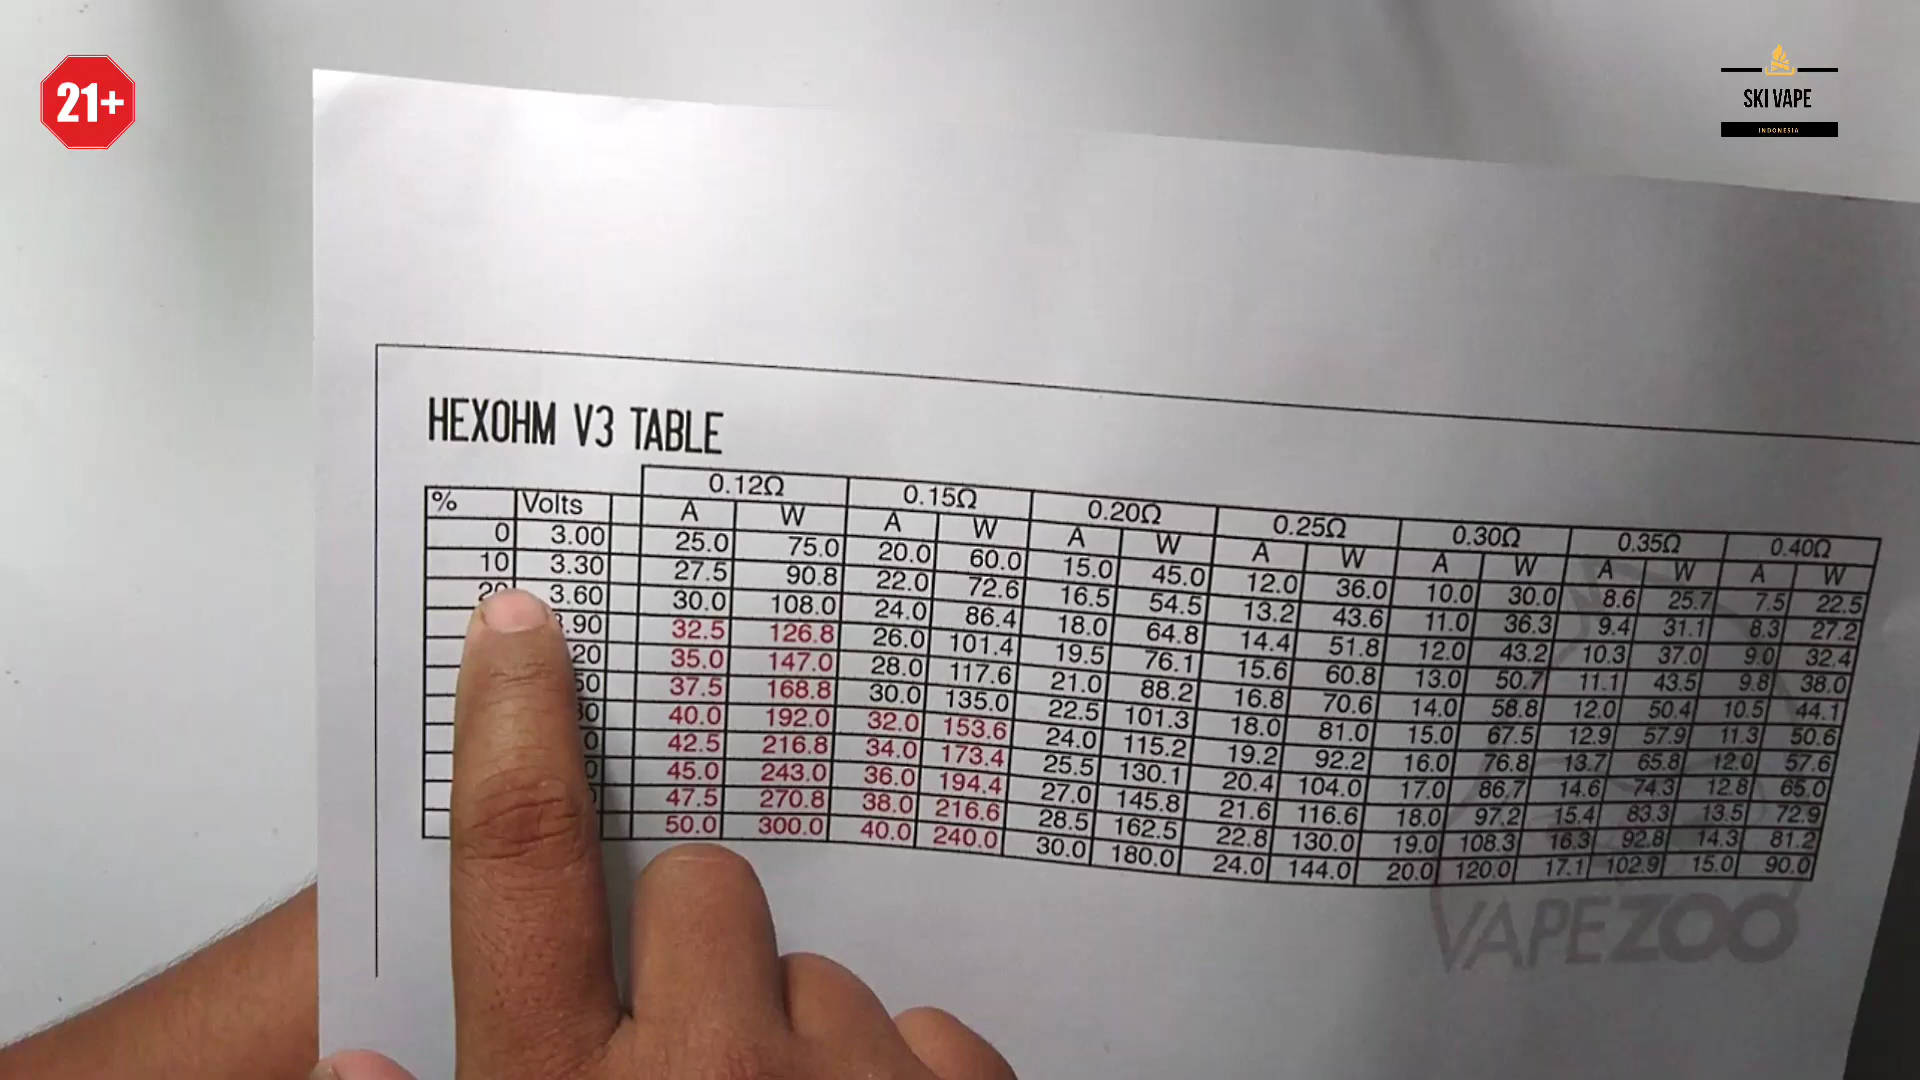 21+
SKI VAPE
INDONESIA
HEXOHM V3 TABLE
0.12Ω 0.15Ω 0.20Ω 0.25Ω 0.30Ω 0.35Ω 0.40Ω
% Volts A W A W A W A W A W A W A W
0 3.00 25.0 75.0 20.0 60.0 15.0 45.0 12.0 36.0 10.0 30.0 8.6 25.7 7.5 22.5
10 3.30 27.5 90.8 22.0 72.6 16.5 54.5 13.2 43.6 11.0 36.3 9.4 31.1 8.3 27.2
20 3.60 30.0 108.0 24.0 86.4 18.0 64.8 14.4 51.8 12.0 43.2 10.3 37.0 9.0 32.4
.90 32.5 126.8 26.0 101.4 19.5 76.1 15.6 60.8 13.0 50.7 11.1 43.5 9.8 38.0
20 35.0 147.0 28.0 117.6 21.0 88.2 16.8 70.6 14.0 58.8 12.0 50.4 10.5 44.1
50 37.5 168.8 30.0 135.0 22.5 101.3 18.0 81.0 15.0 67.5 12.9 57.9 11.3 50.6
0 40.0 192.0 32.0 153.6 24.0 115.2 19.2 92.2 16.0 76.8 13.7 65.8 12.0 57.6
0 42.5 216.8 34.0 173.4 25.5 130.1 20.4 104.0 17.0 86.7 14.6 74.3 12.8 65.0
0 45.0 243.0 36.0 194.4 27.0 145.8 21.6 116.6 18.0 97.2 15.4 83.3 13.5 72.9
47.5 270.8 38.0 216.6 28.5 162.5 22.8 130.0 19.0 108.3 16.3 92.8 14.3 81.2
50.0 300.0 40.0 240.0 30.0 180.0 24.0 144.0 20.0 120.0 17.1 102.9 15.0 90.0
VAPEZOO